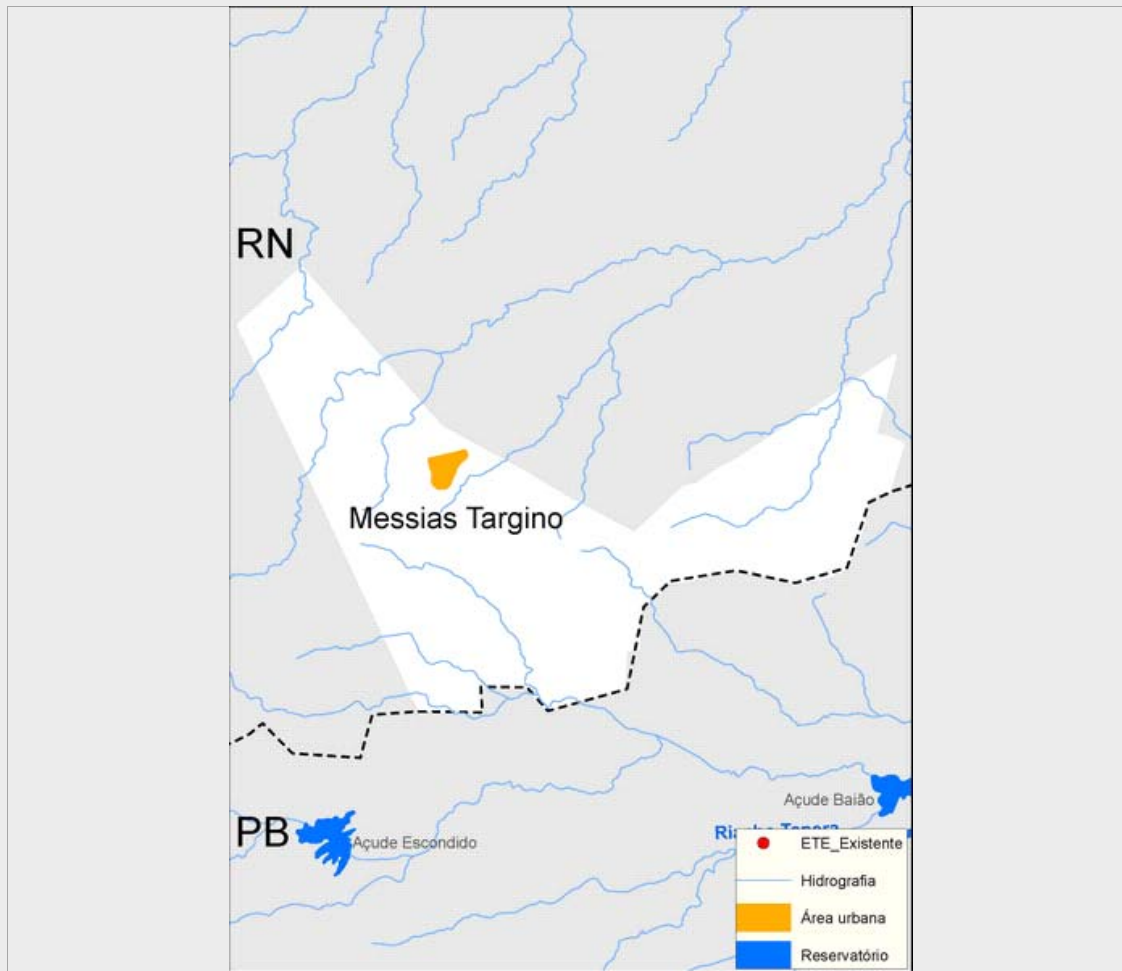 RN
Messias Targino
Açude Baião
PB
Açude Escondido
ETE_Existente
Hidrografia
Área urbana
Reservatório